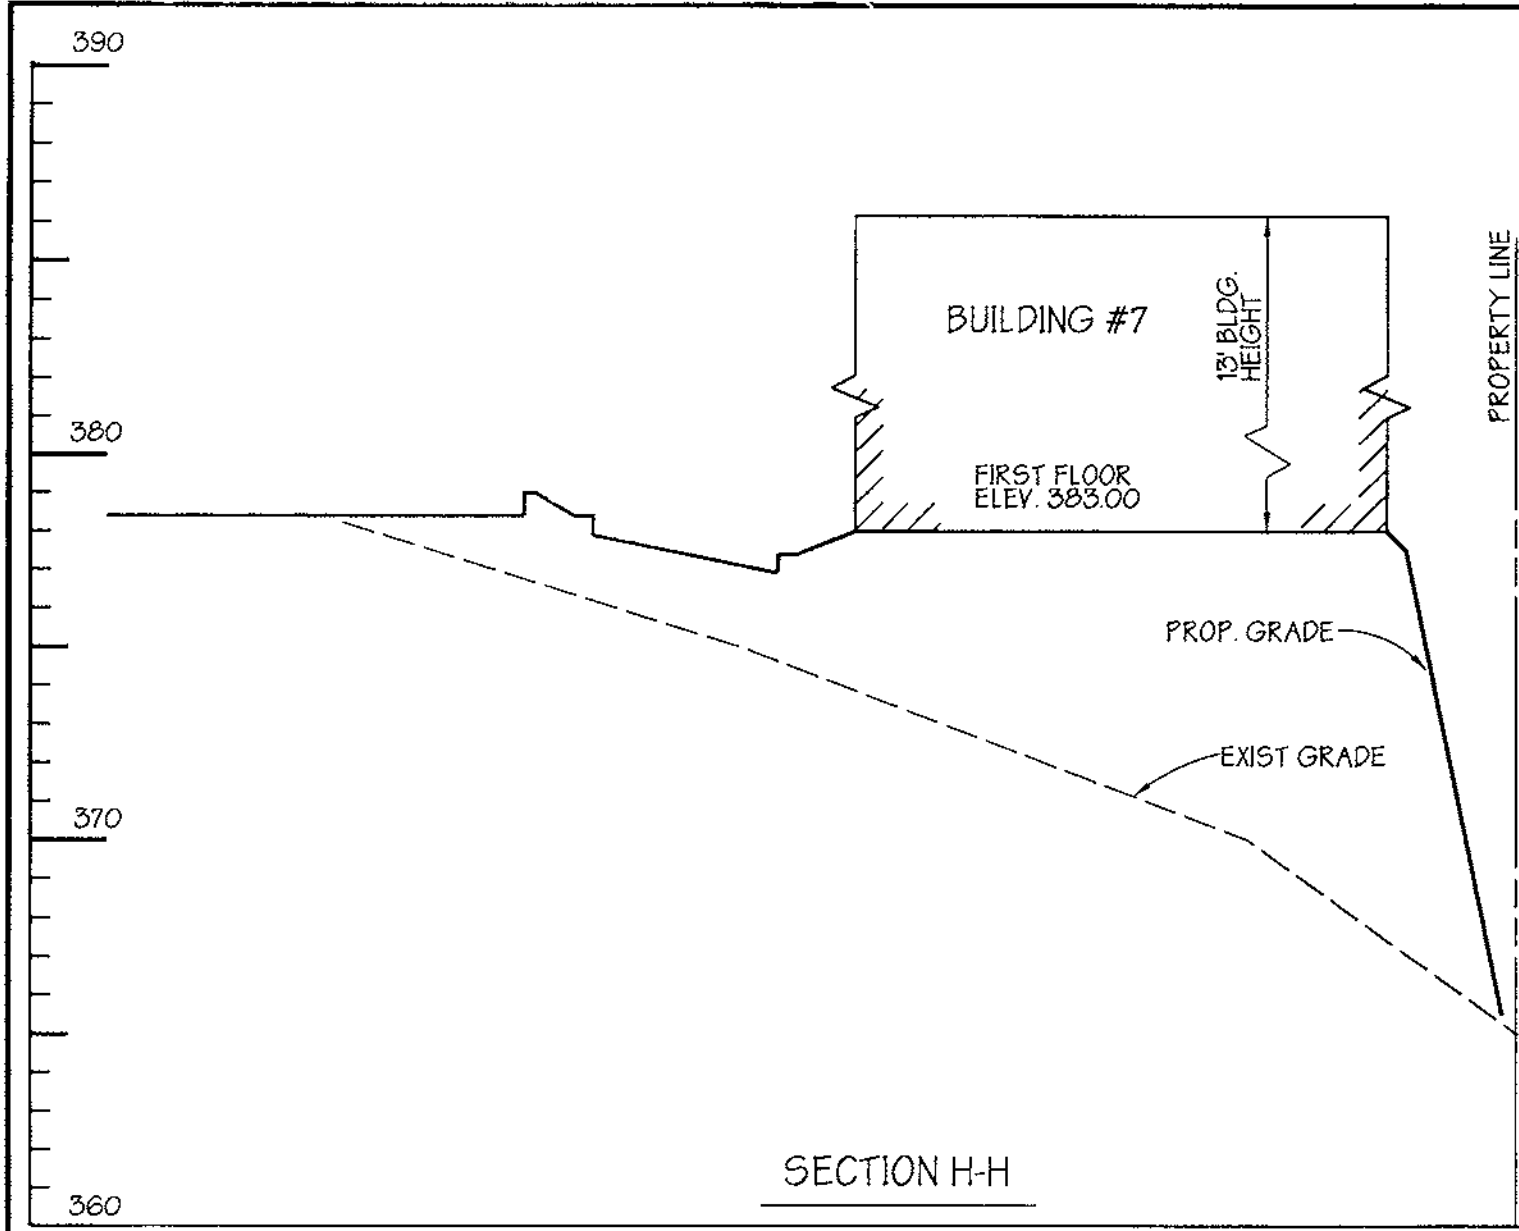 390
PROPERTY LINE
13' BLDG.
HEIGHT
BUILDING #7
380
FIRST FLOOR
ELEV. 383.00
PROP. GRADE
EXIST GRADE
370
SECTION H-H
360